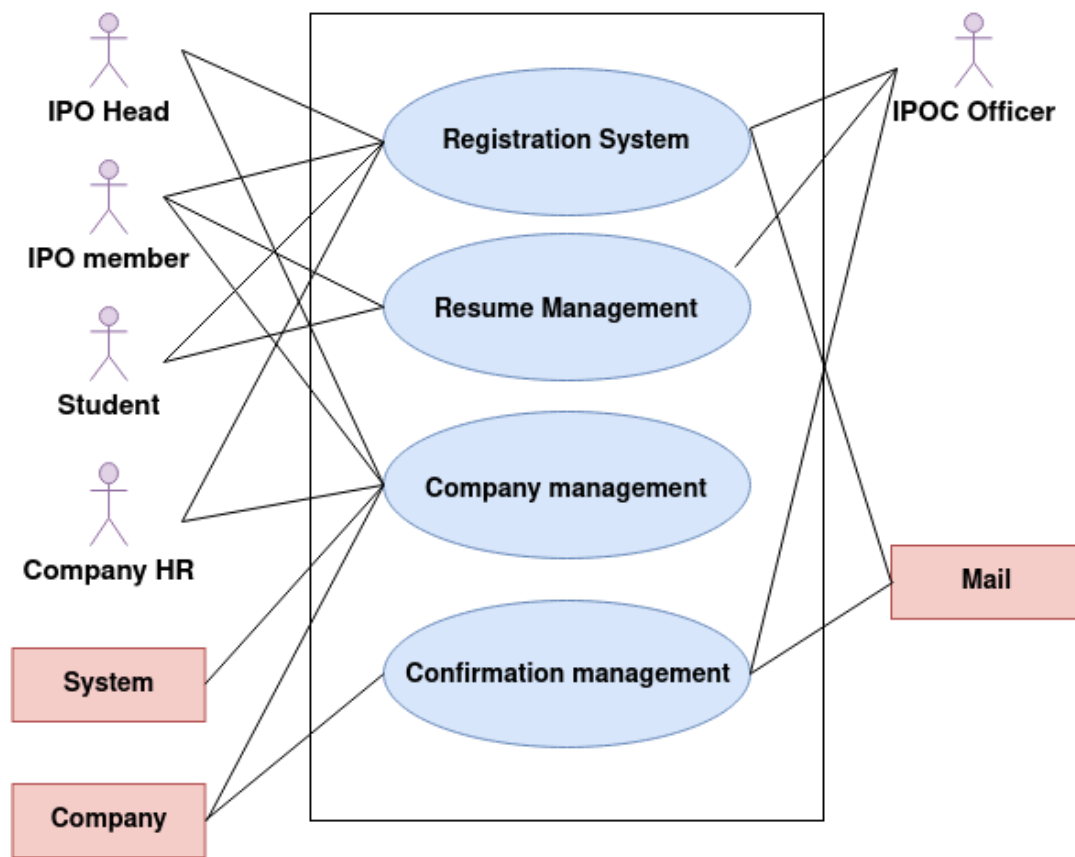 IPO Head
IPO member
Student
Company HR
System
Company
Registration System
Resume Management
Company management
Confirmation management
IPOC Officer
Mail